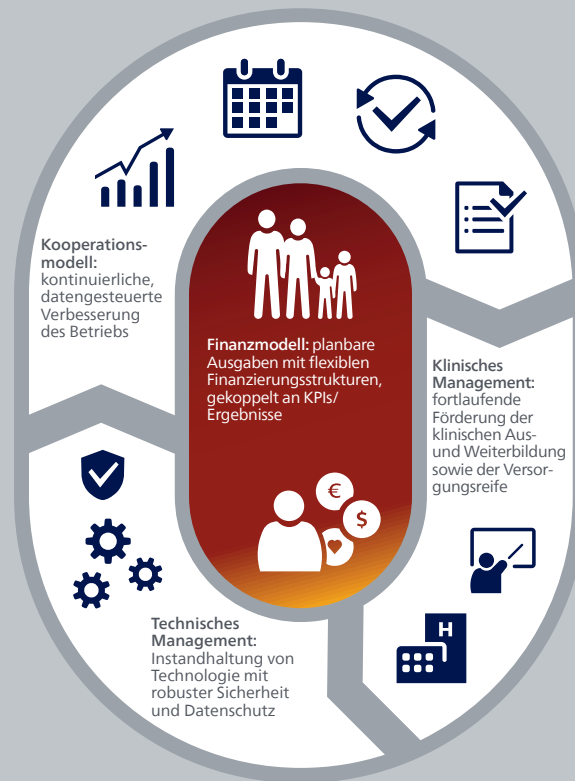 Kooperations-
modell:
kontinuierliche,
datengesteuerte
Verbesserung
des Betriebs
Finanzmodell: planbare
Ausgaben mit flexiblen
Finanzierungsstrukturen,
gekoppelt an KPIs/
Ergebnisse
Klinisches
Management:
fortlaufende
Förderung der
klinischen Aus-
und Weiterbildung
sowie der Versor-
gungsreife
€
$
H
Technisches
Management:
Instandhaltung von
Technologie mit
robuster Sicherheit
und Datenschutz